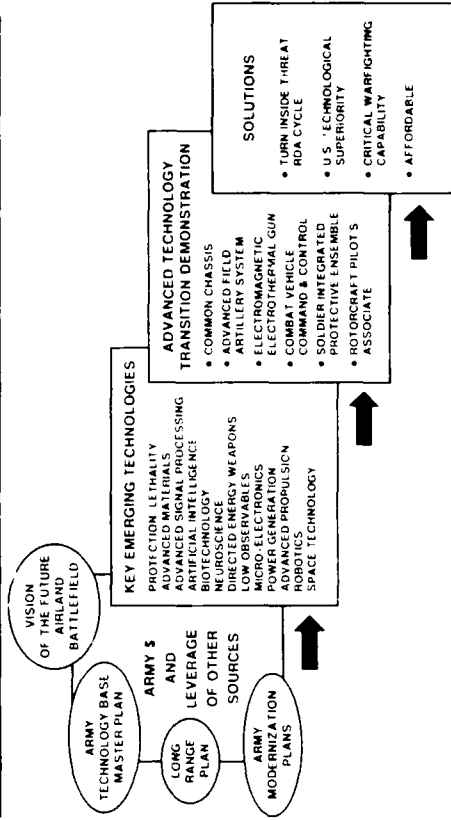 VISION
OF THE FUTURE
AIRLAND
BATTLEFIELD
ARMY
TECHNOLOGY BASE
MASTER PLAN
LONG
RANGE
PLAN
ARMY
MODERNIZATION
PLANS
ARMY $
AND
LEVERAGE
OF OTHER
SOURCES
KEY EMERGING TECHNOLOGIES
PROTECTION, LETHALITY
ADVANCED MATERIALS
ADVANCED SIGNAL PROCESSING
ARTIFICIAL INTELLIGENCE
BIOTECHNOLOGY
NEUROSCIENCE
DIRECTED ENERGY WEAPONS
LOW OBSERVABLES
MICRO-ELECTRONICS
POWER GENERATION
ADVANCED PROPULSION
ROBOTICS
SPACE TECHNOLOGY
ADVANCED TECHNOLOGY
TRANSITION DEMONSTRATION
• COMMON CHASSIS
• ADVANCED FIELD
ARTILLERY SYSTEM
• ELECTROMAGNETIC
ELECTROTHERMAL GUN
• COMBAT VEHICLE
COMMAND & CONTROL
• SOLDIER INTEGRATED
PROTECTIVE ENSEMBLE
• ROTORCRAFT PILOT'S
ASSOCIATE
SOLUTIONS
• TURN INSIDE THREAT
RDA CYCLE
• U.S. TECHNOLOGICAL
SUPERIORITY
• CRITICAL WARFIGHTING
CAPABILITY
• AFFORDABLE